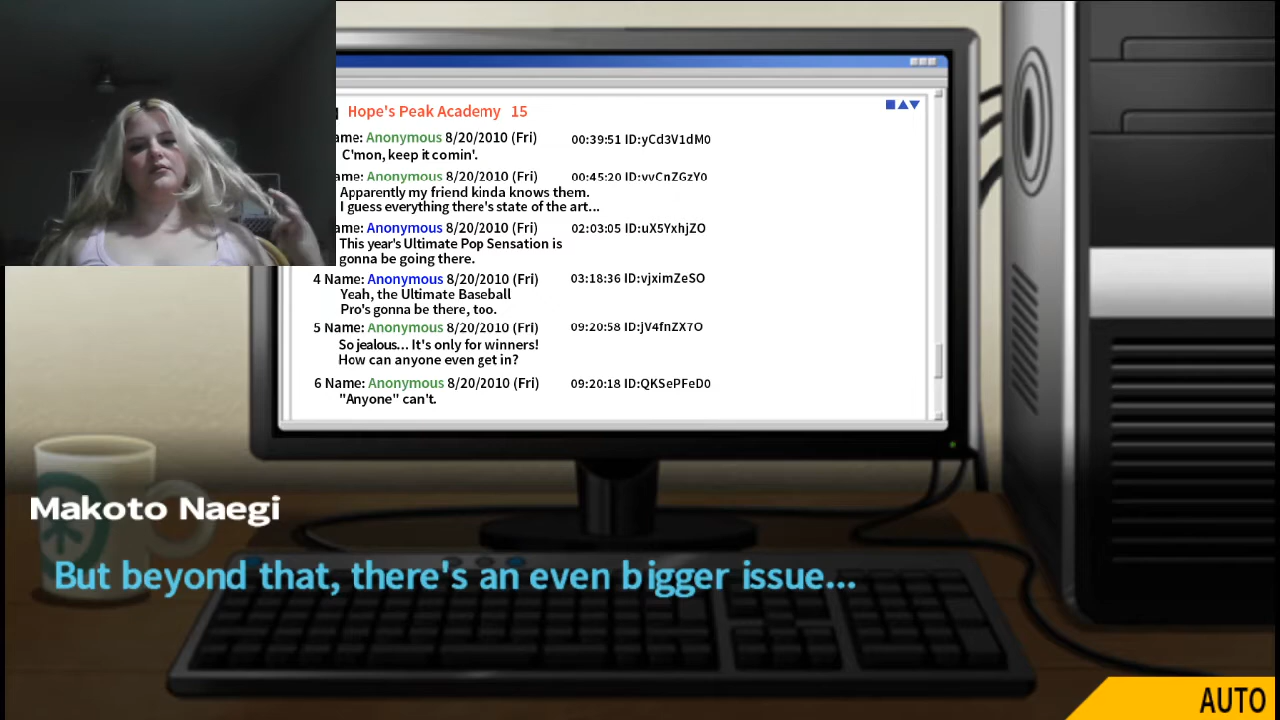 Hope's Peak Academy 15
ame: Anonymous 8/20/2010 (Fri) 00:39:51 ID:yCd3V1dM0
C'mon, keep it comin'.
ame: Anonymous 8/20/2010 (Fri) 00:45:20 ID:vvCnZGzY0
Apparently my friend kinda knows them.
I guess everything there's state of the art...
ame: Anonymous 8/20/2010 (Fri) 02:03:05 ID:uX5YxhjZO
This year's Ultimate Pop Sensation is
gonna be going there.
4 Name: Anonymous 8/20/2010 (Fri) 03:18:36 ID:vjximZeSO
Yeah, the Ultimate Baseball
Pro's gonna be there, too.
5 Name: Anonymous 8/20/2010 (Fri) 09:20:58 ID:jV4fnZX7O
So jealous... It's only for winners!
How can anyone even get in?
6 Name: Anonymous 8/20/2010 (Fri) 09:20:18 ID:QKSePFeD0
"Anyone" can't.
Makoto Naegi
But beyond that, there's an even bigger issue...
AUTO